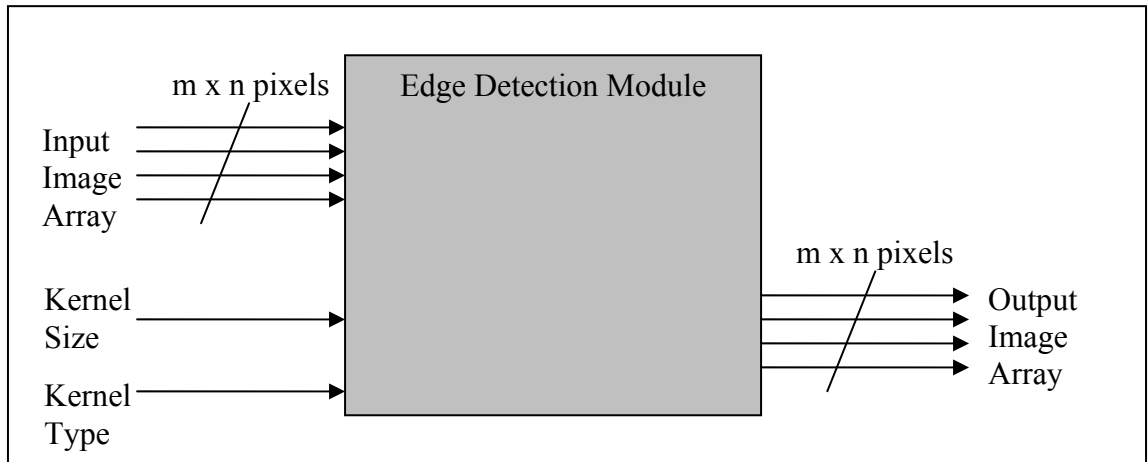 m x n pixels
Edge Detection Module
Input
Image
Array
m x n pixels
Kernel
Size
Output
Image
Array
Kernel
Type